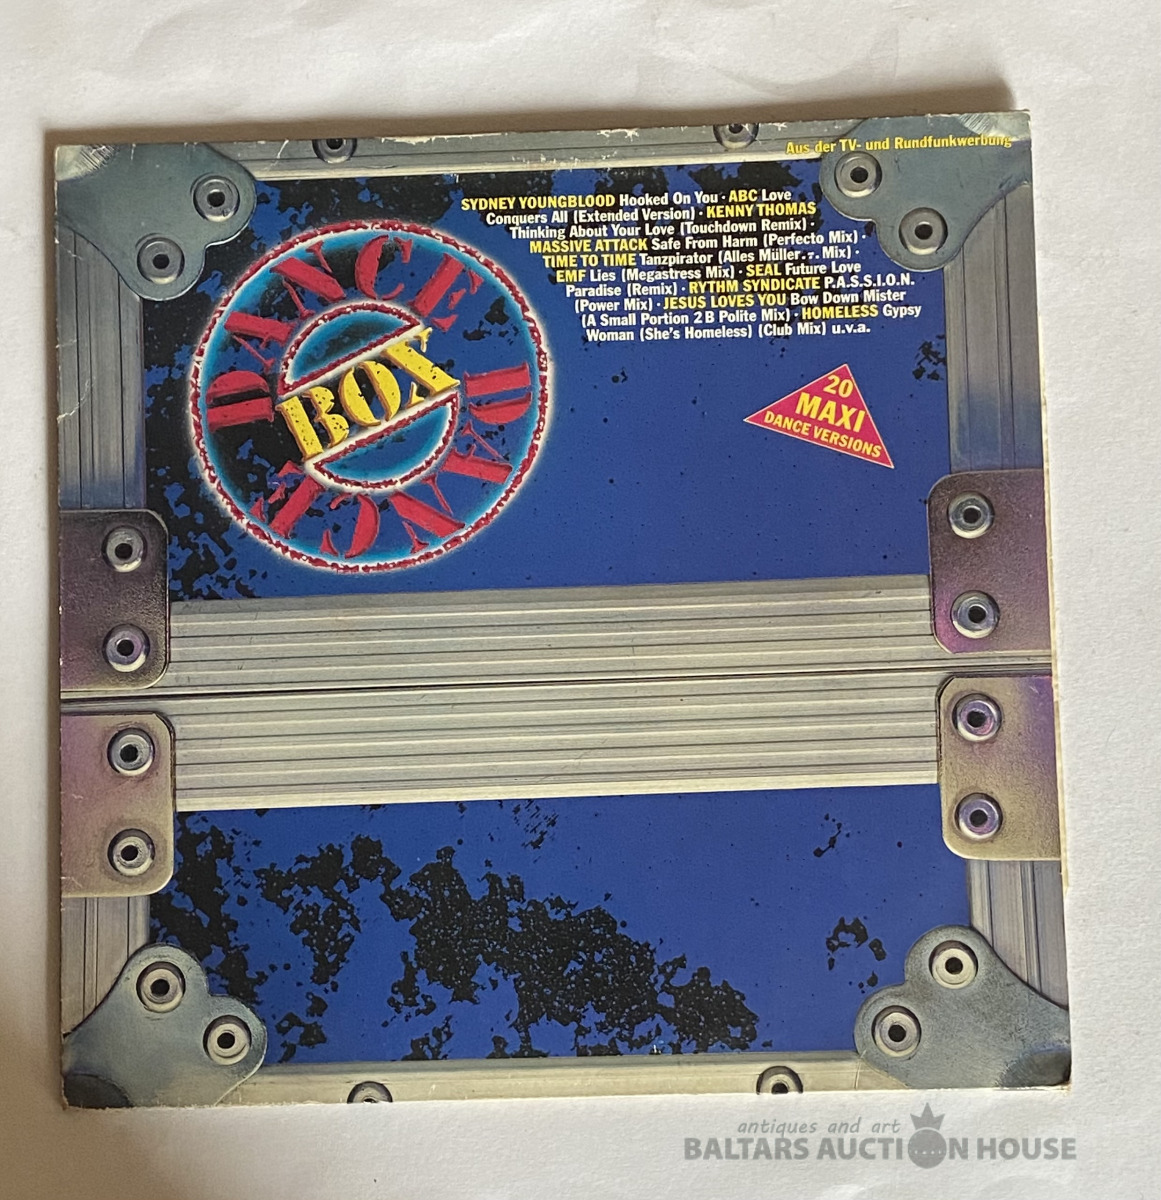 Aus der TV- und Rundfunkwerbung
SYDNEY YOUNGBLOOD Hooked On You · ABC Love
Conquers All (Extended Version) · KENNY THOMAS
Thinking About Your Love (Touchdown Remix) ·
MASSIVE ATTACK Safe From Harm (Perfecto Mix) ·
TIME TO TIME Tanzpirator (Alles Müller.. Mix) ·
EMF Lies (Megastress Mix) · SEAL Future Love
Paradise (Remix) · RYTHM SYNDICATE P.A.S.S.I.O.N.
(Power Mix) · JESUS LOVES YOU Bow Down Mister
(A Small Portion 2 B Polite Mix) · HOMELESS Gypsy
Woman (She's Homeless) (Club Mix) u.v.a.
DANCE
BOX
DANCE
20
MAXI
DANCE VERSIONS
antiques and art
BALTARS AUCTION HOUSE